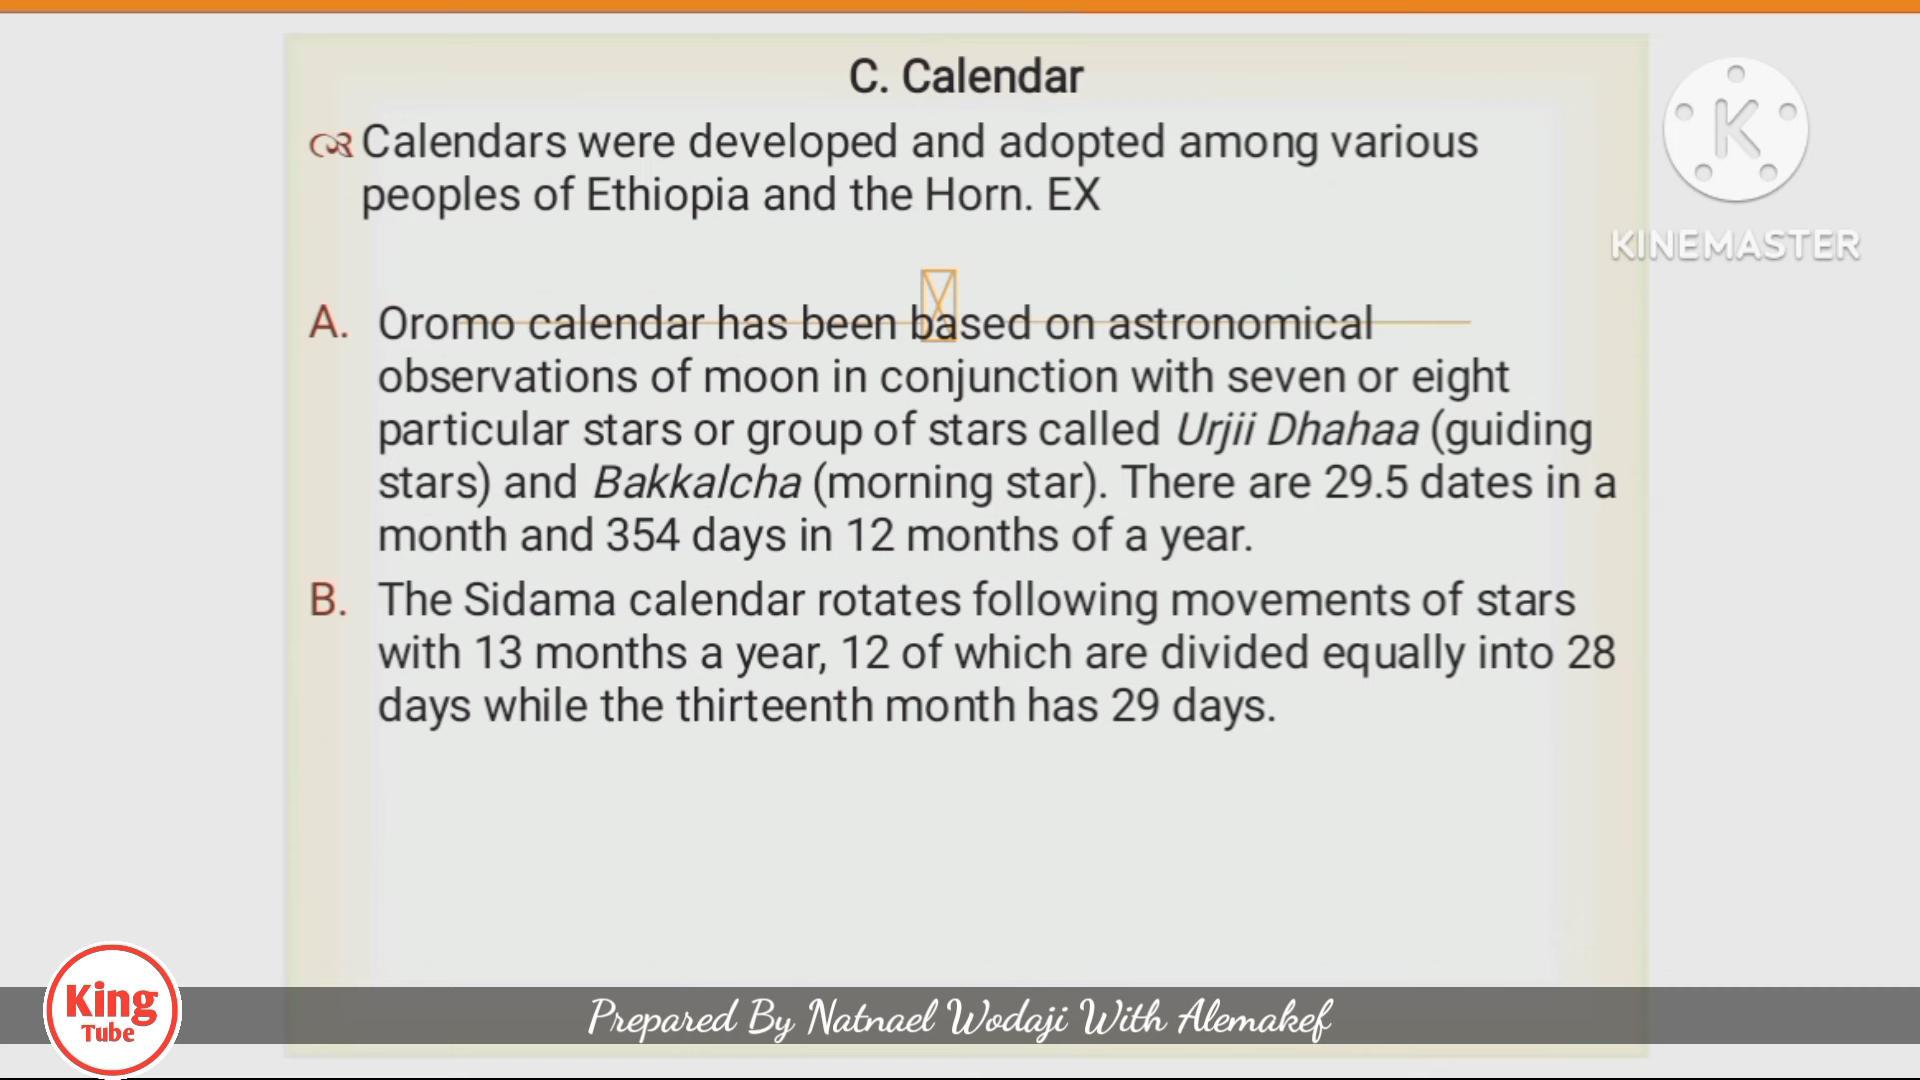 C. Calendar
Calendars were developed and adopted among various
peoples of Ethiopia and the Horn. EX
A. Oromo calendar has been based on astronomical
observations of moon in conjunction with seven or eight
particular stars or group of stars called Urjii Dhahaa (guiding
stars) and Bakkalcha (morning star). There are 29.5 dates in a
month and 354 days in 12 months of a year.
B. The Sidama calendar rotates following movements of stars
with 13 months a year, 12 of which are divided equally into 28
days while the thirteenth month has 29 days.
K
KINEMASTER
King
Tube
Prepared By Natnael Wodaji With Alemakef